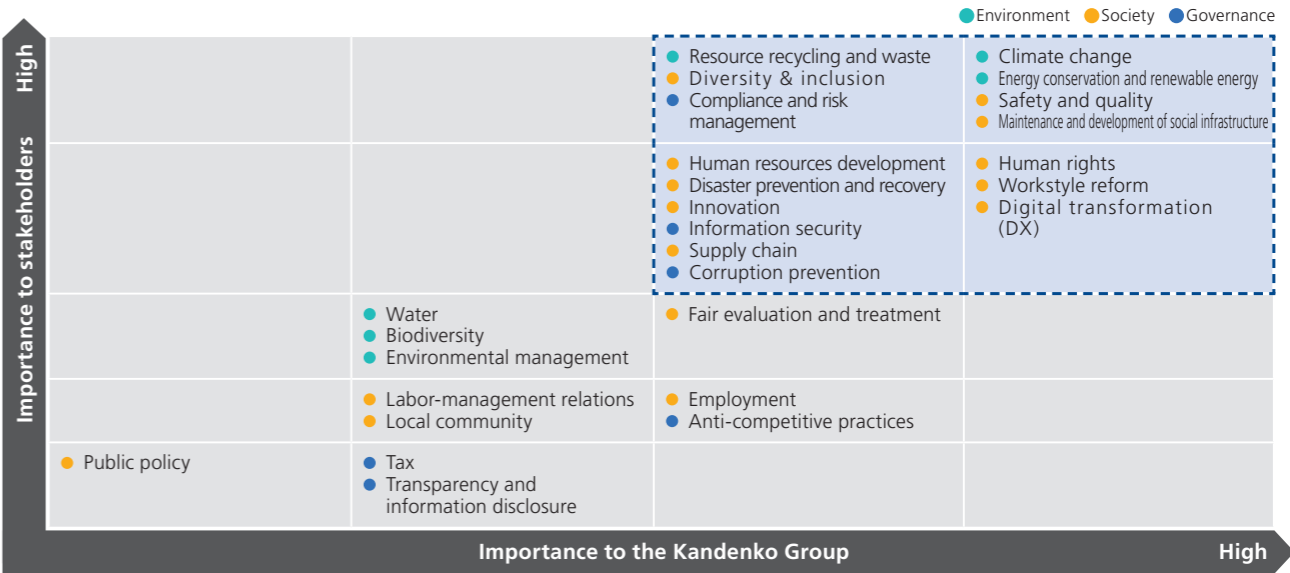 Environment Society Governance
High
Importance to stakeholders
Resource recycling and waste
Diversity & inclusion
Compliance and risk
management
Climate change
Energy conservation and renewable energy
Safety and quality
Maintenance and development of social infrastructure
Human resources development
Disaster prevention and recovery
Innovation
Information security
Supply chain
Corruption prevention
Human rights
Workstyle reform
Digital transformation
(DX)
Water
Biodiversity
Environmental management
Fair evaluation and treatment
Labor-management relations
Local community
Employment
Anti-competitive practices
Public policy
Tax
Transparency and
information disclosure
Importance to the Kandenko Group
High